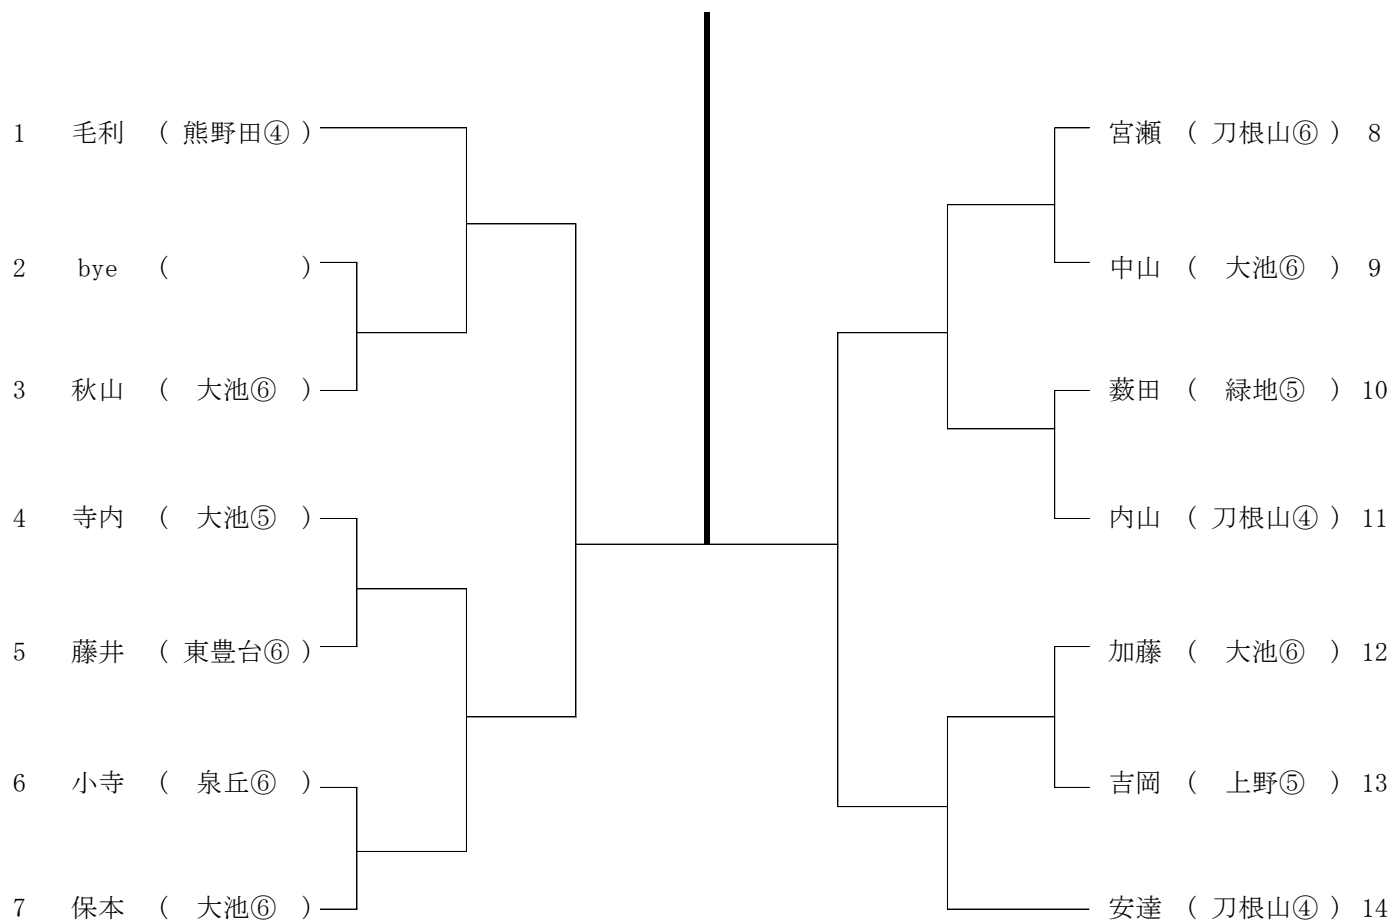 1 毛利 ( 熊野田④ )
2 bye ( )
3 秋山 ( 大池⑥ )
4 寺内 ( 大池⑤ )
5 藤井 ( 東豊台⑥ )
6 小寺 ( 泉丘⑥ )
7 保本 ( 大池⑥ )
宮瀬 ( 刀根山⑥ ) 8
中山 ( 大池⑥ ) 9
薮田 ( 緑地⑤ ) 10
内山 ( 刀根山④ ) 11
加藤 ( 大池⑥ ) 12
吉岡 ( 上野⑤ ) 13
安達 ( 刀根山④ ) 14